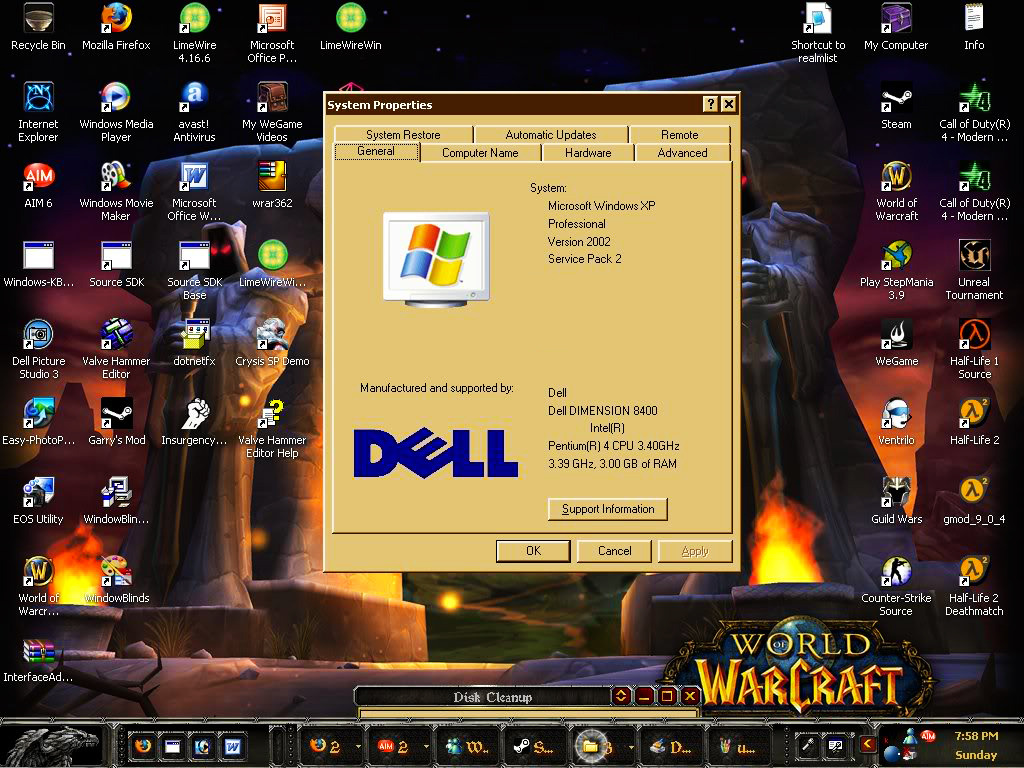 Recycle Bin
Mozilla Firefox
LimeWire 4.16.6
Microsoft Office P...
LimeWireWin
Shortcut to realmlist
My Computer
Info
Internet Explorer
Windows Media Player
avast! Antivirus
My WeGame Videos
Steam
Call of Duty(R) 4 - Modern ...
AIM
AIM 6
Windows Movie Maker
Microsoft Office W...
wrar362
World of Warcraft
Call of Duty(R) 4 - Modern ...
Windows-KB...
Source SDK
Source SDK Base
LimeWireWi...
Play StepMania 3.9
Unreal Tournament
Dell Picture Studio 3
Valve Hammer Editor
dotnetfx
Crysis SP Demo
WeGame
Half-Life 1 Source
Easy-PhotoP...
Garry's Mod
Insurgency...
Valve Hammer Editor Help
Ventrilo
Half-Life 2
EOS Utility
WindowBlin...
Guild Wars
gmod_9_0_4
World of Warcr...
WindowBlinds
Counter-Strike Source
Half-Life 2 Deathmatch
InterfaceAd...
System Properties
System Restore
Automatic Updates
Remote
General
Computer Name
Hardware
Advanced
System:
Microsoft Windows XP
Professional
Version 2002
Service Pack 2
Manufactured and supported by:
DELL
Dell
Dell DIMENSION 8400
Intel(R)
Pentium(R) 4 CPU 3.40GHz
3.39 GHz, 3.00 GB of RAM
Support Information
OK
Cancel
Apply
WORLD OF WARCRAFT
Disk Cleanup
2
AIM 2
W..
S...
3
D...
u...
AIM
7:58 PM
Sunday